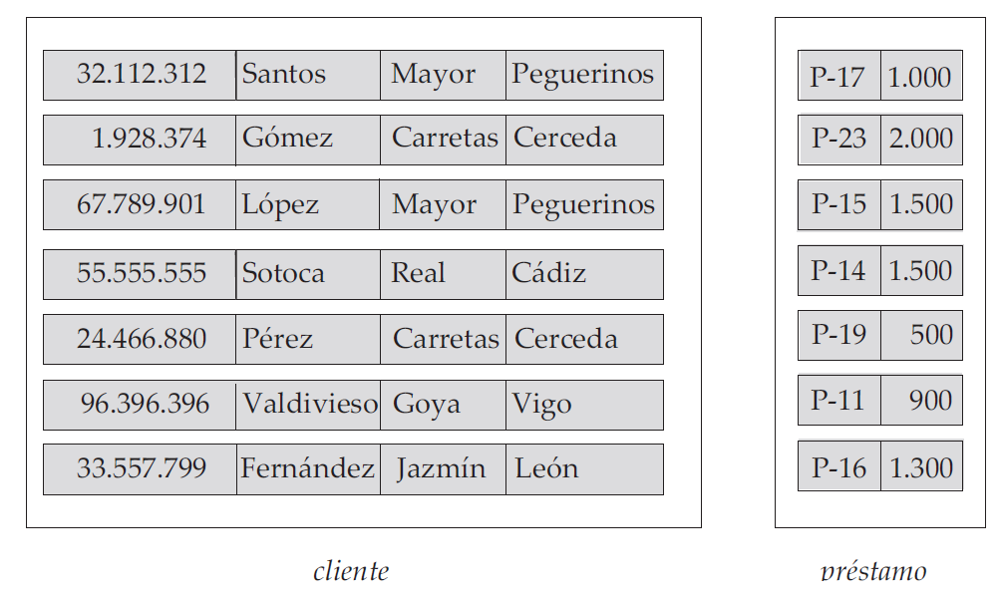 32.112.312 Santos Mayor Peguerinos P-17 1.000
1.928.374 Gómez Carretas Cerceda P-23 2.000
67.789.901 López Mayor Peguerinos P-15 1.500
55.555.555 Sotoca Real Cádiz P-14 1.500
24.466.880 Pérez Carretas Cerceda P-19 500
96.396.396 Valdivieso Goya Vigo P-11 900
33.557.799 Fernández Jazmín León P-16 1.300
cliente préstamo